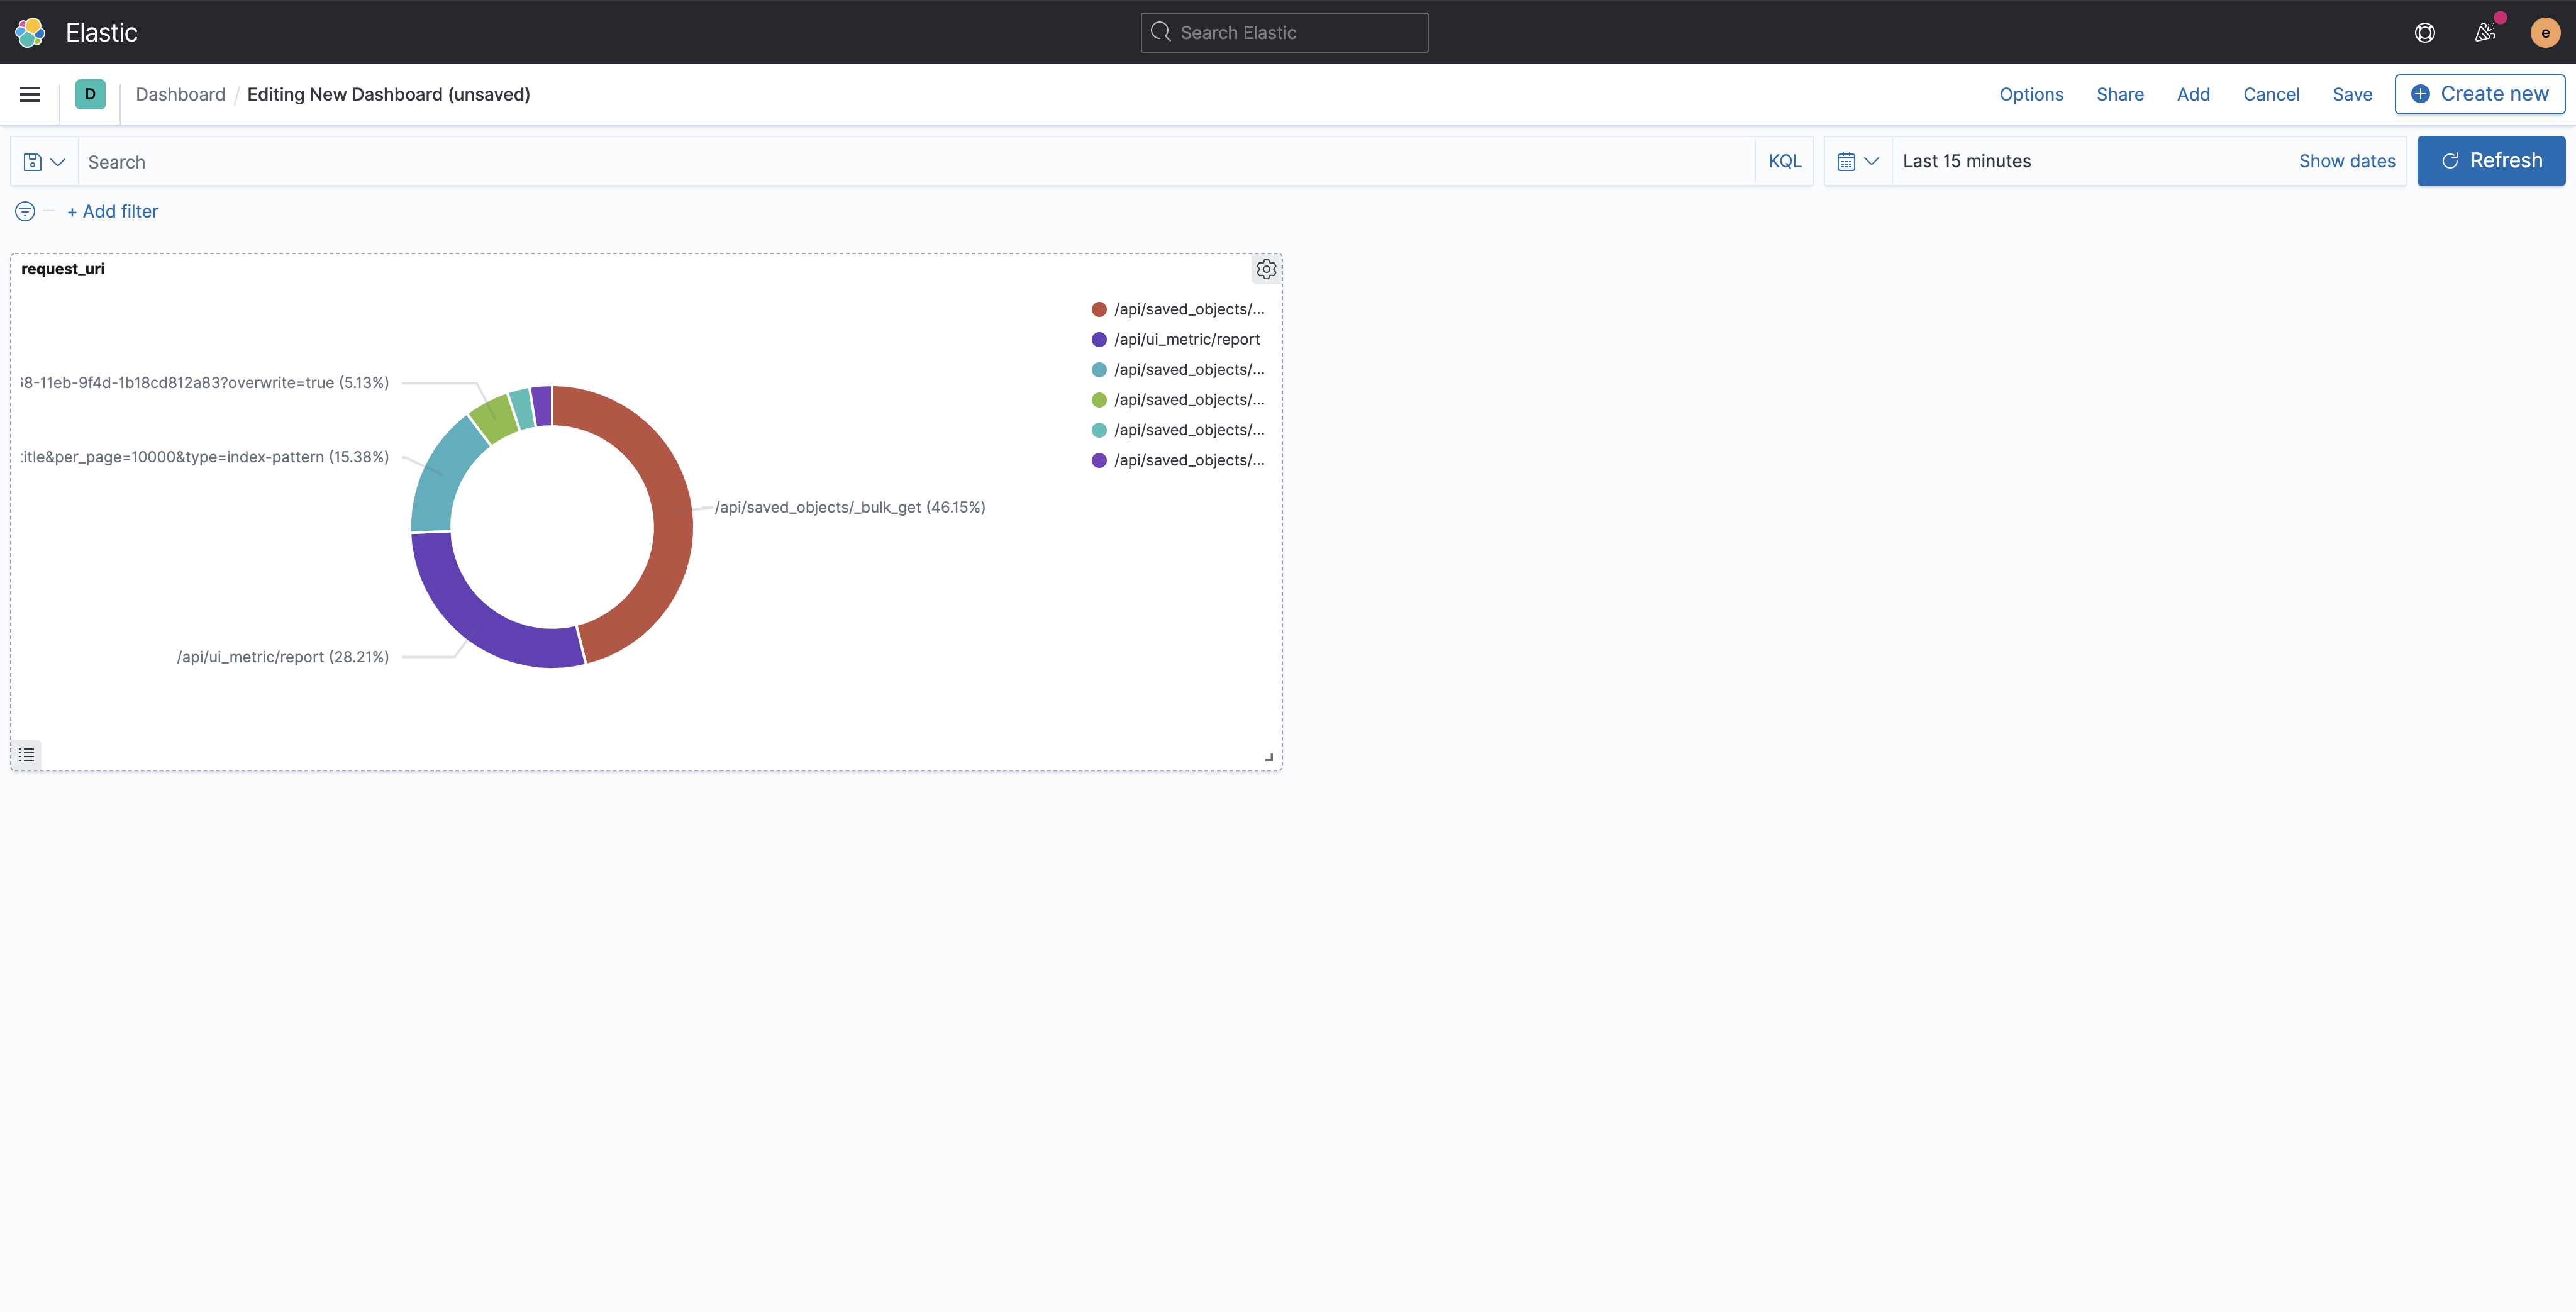 Elastic
Search Elastic
e
D
Dashboard / Editing New Dashboard (unsaved)
Options
Share
Add
Cancel
Save
Create new
Search
KQL
Last 15 minutes
Show dates
Refresh
+ Add filter
request_uri
/api/saved_objects/...
/api/ui_metric/report
/api/saved_objects/...
/api/saved_objects/...
/api/saved_objects/...
/api/saved_objects/...
8-11eb-9f4d-1b18cd812a83?overwrite=true (5.13%)
itle&per_page=10000&type=index-pattern (15.38%)
/api/saved_objects/_bulk_get (46.15%)
/api/ui_metric/report (28.21%)